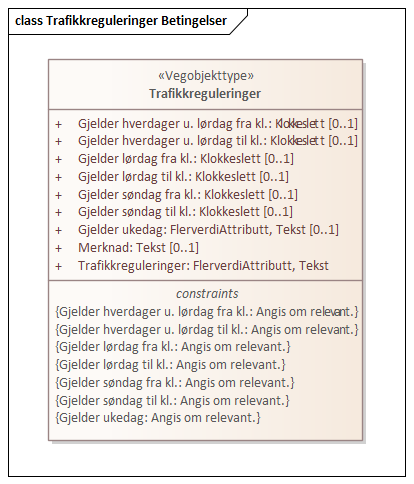 class Trafikkreguleringer Betingelser
«Vegobjekttype»
Trafikkreguleringer
+ Gjelder hverdager u. lørdag fra kl.: Klokkeslett [0..1]
+ Gjelder hverdager u. lørdag til kl.: Klokkeslett [0..1]
+ Gjelder lørdag fra kl.: Klokkeslett [0..1]
+ Gjelder lørdag til kl.: Klokkeslett [0..1]
+ Gjelder søndag fra kl.: Klokkeslett [0..1]
+ Gjelder søndag til kl.: Klokkeslett [0..1]
+ Gjelder ukedag: FlerverdiAttributt, Tekst [0..1]
+ Merknad: Tekst [0..1]
+ Trafikkreguleringer: FlerverdiAttributt, Tekst
constraints
{Gjelder hverdager u. lørdag fra kl.: Angis om relevant.}
{Gjelder hverdager u. lørdag til kl.: Angis om relevant.}
{Gjelder lørdag fra kl.: Angis om relevant.}
{Gjelder lørdag til kl.: Angis om relevant.}
{Gjelder søndag fra kl.: Angis om relevant.}
{Gjelder søndag til kl.: Angis om relevant.}
{Gjelder ukedag: Angis om relevant.}